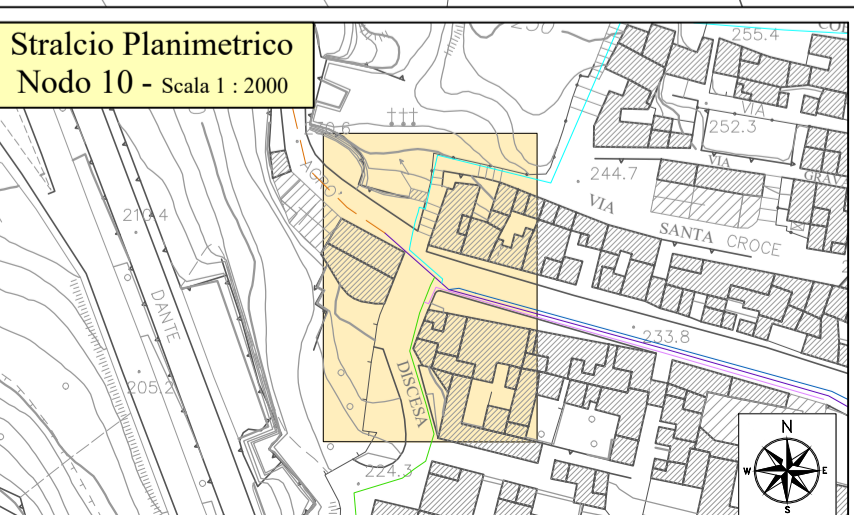 Stralcio Planimetrico
Nodo 10 - Scala 1 : 2000
255.4
VIA
252.3
VIA
244.7
VIA
SANTA CROCE
ACRO'
210.4
DANTE
233.8
205.2
DISCESA
224.3
N
W E
S